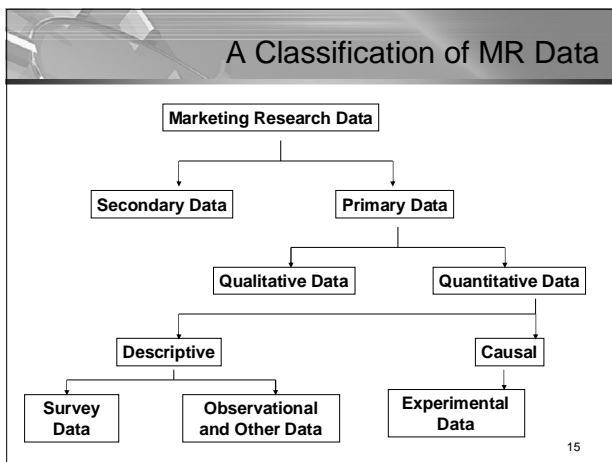 A Classification of MR Data
Marketing Research Data
Secondary Data
Primary Data
Qualitative Data
Quantitative Data
Descriptive
Causal
Survey
Data
Observational
and Other Data
Experimental
Data
15